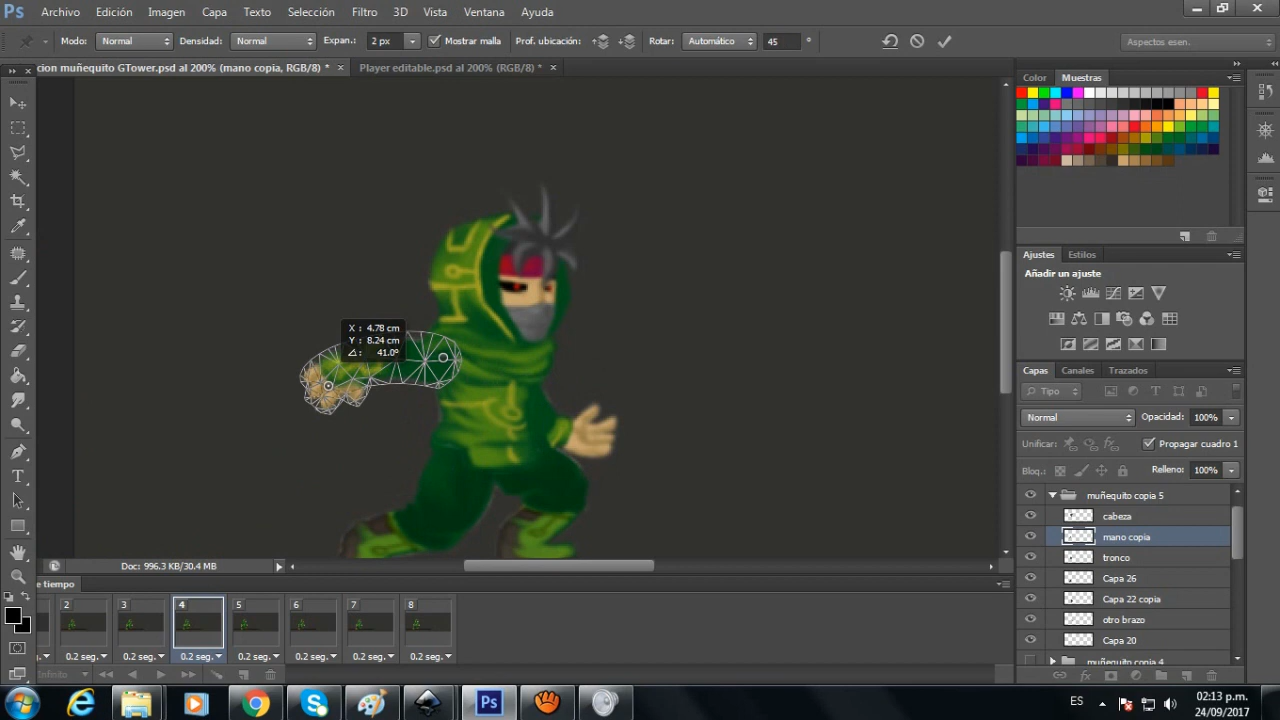 Ps Archivo Edición Imagen Capa Texto Selección Filtro 3D Vista Ventana Ayuda
Modo: Normal Densidad: Normal Expan.: 2 px Mostrar malla Prof. ubicación: Rotar: Automático 45 ° Aspectos esen.
cion muñequito GTower.psd al 200% (mano copia, RGB/8) * × Player editable.psd al 200% (RGB/8) * ×
Color Muestras
Ajustes Estilos
Añadir un ajuste
X : 4.78 cm
Y : 8.24 cm
41.0°
Capas Canales Trazados
Tipo
Normal Opacidad: 100%
Unificar: Propagar cuadro 1
Bloq.: Relleno: 100%
muñequito copia 5
cabeza
mano copia
tronco
Capa 26
Capa 22 copia
otro brazo
Capa 20
muñequito copia 4
Doc: 996.3 KB/30.4 MB
e tiempo
2 3 4 5 6 7 8
0.2 seg. 0.2 seg. 0.2 seg. 0.2 seg. 0.2 seg. 0.2 seg. 0.2 seg.
Infinito
Ps ES 02:13 p.m.
24/09/2017